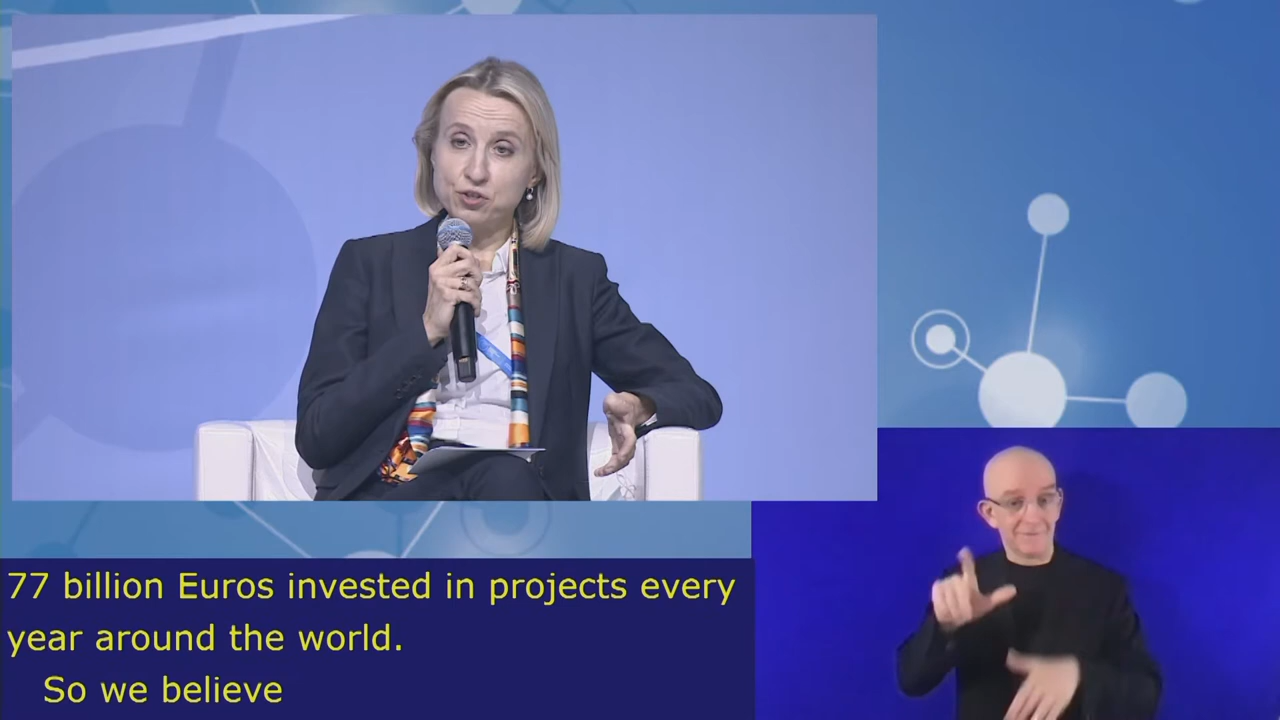 77 billion Euros invested in projects every
year around the world.
So we believe